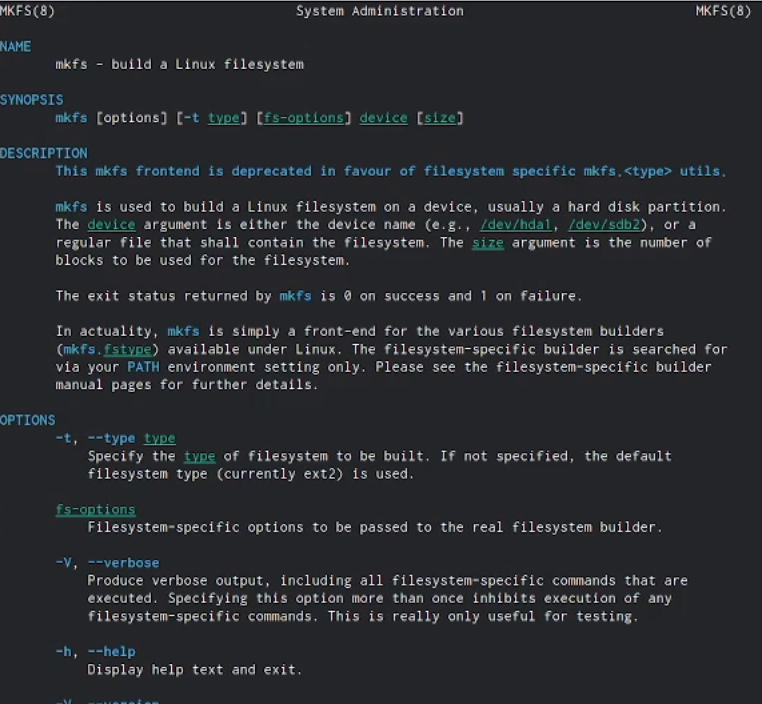 MKFS(8) System Administration MKFS(8)
NAME
mkfs - build a Linux filesystem
SYNOPSIS
mkfs [options] [-t type] [fs-options] device [size]
DESCRIPTION
This mkfs frontend is deprecated in favour of filesystem specific mkfs.<type> utils.
mkfs is used to build a Linux filesystem on a device, usually a hard disk partition.
The device argument is either the device name (e.g., /dev/hda1, /dev/sdb2), or a
regular file that shall contain the filesystem. The size argument is the number of
blocks to be used for the filesystem.
The exit status returned by mkfs is 0 on success and 1 on failure.
In actuality, mkfs is simply a front-end for the various filesystem builders
(mkfs.fstype) available under Linux. The filesystem-specific builder is searched for
via your PATH environment setting only. Please see the filesystem-specific builder
manual pages for further details.
OPTIONS
-t, --type type
Specify the type of filesystem to be built. If not specified, the default
filesystem type (currently ext2) is used.
fs-options
Filesystem-specific options to be passed to the real filesystem builder.
-V, --verbose
Produce verbose output, including all filesystem-specific commands that are
executed. Specifying this option more than once inhibits execution of any
filesystem-specific commands. This is really only useful for testing.
-h, --help
Display help text and exit.
-V, --version